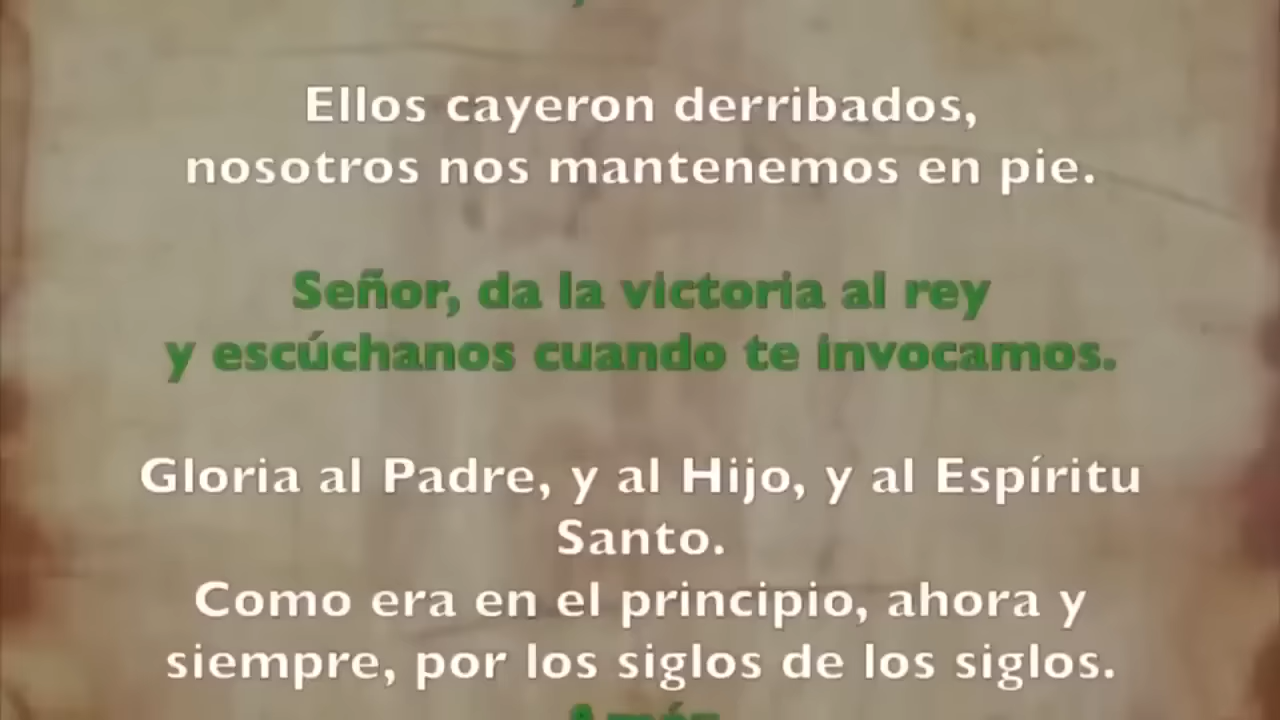 Ellos cayeron derribados,
nosotros nos mantenemos en pie.
Señor, da la victoria al rey
y escúchanos cuando te invocamos.
Gloria al Padre, y al Hijo, y al Espíritu
Santo.
Como era en el principio, ahora y
siempre, por los siglos de los siglos.